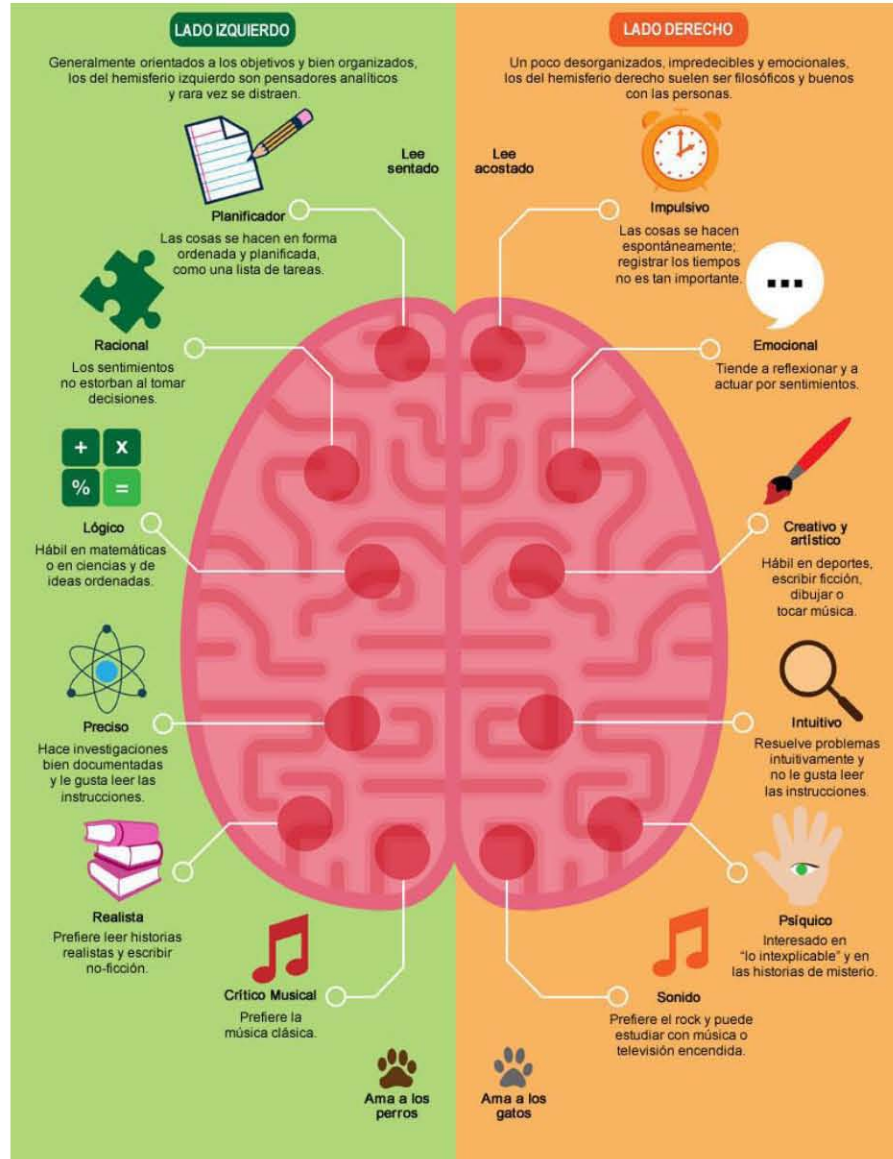 LADO IZQUIERDO
Generalmente orientados a los objetivos y bien organizados,
los del hemisferio izquierdo son pensadores analíticos
y rara vez se distraen.
Lee
sentado
Planificador
Las cosas se hacen en forma
ordenada y planificada,
como una lista de tareas.
Racional
Los sentimientos
no estorban al tomar
decisiones.
+ x
% =
Lógico
Hábil en matemáticas
o en ciencias y de
ideas ordenadas.
Preciso
Hace investigaciones
bien documentadas
y le gusta leer las
instrucciones.
Realista
Prefiere leer historias
realistas y escribir
no-ficción.
Crítico Musical
Prefiere la
música clásica.
Ama a los
perros
LADO DERECHO
Un poco desorganizados, impredecibles y emocionales,
los del hemisferio derecho suelen ser filosóficos y buenos
con las personas.
Lee
acostado
Impulsivo
Las cosas se hacen
espontáneamente;
registrar los tiempos
no es tan importante.
...
Emocional
Tiende a reflexionar y a
actuar por sentimientos.
Creativo y
artístico
Hábil en deportes,
escribir ficción,
dibujar o
tocar música.
Intuitivo
Resuelve problemas
intuitivamente y
no le gusta leer
las instrucciones.
Psíquico
Interesado en
“lo intexplicable” y en
las historias de misterio.
Sonido
Prefiere el rock y puede
estudiar con música o
televisión encendida.
Ama a los
gatos